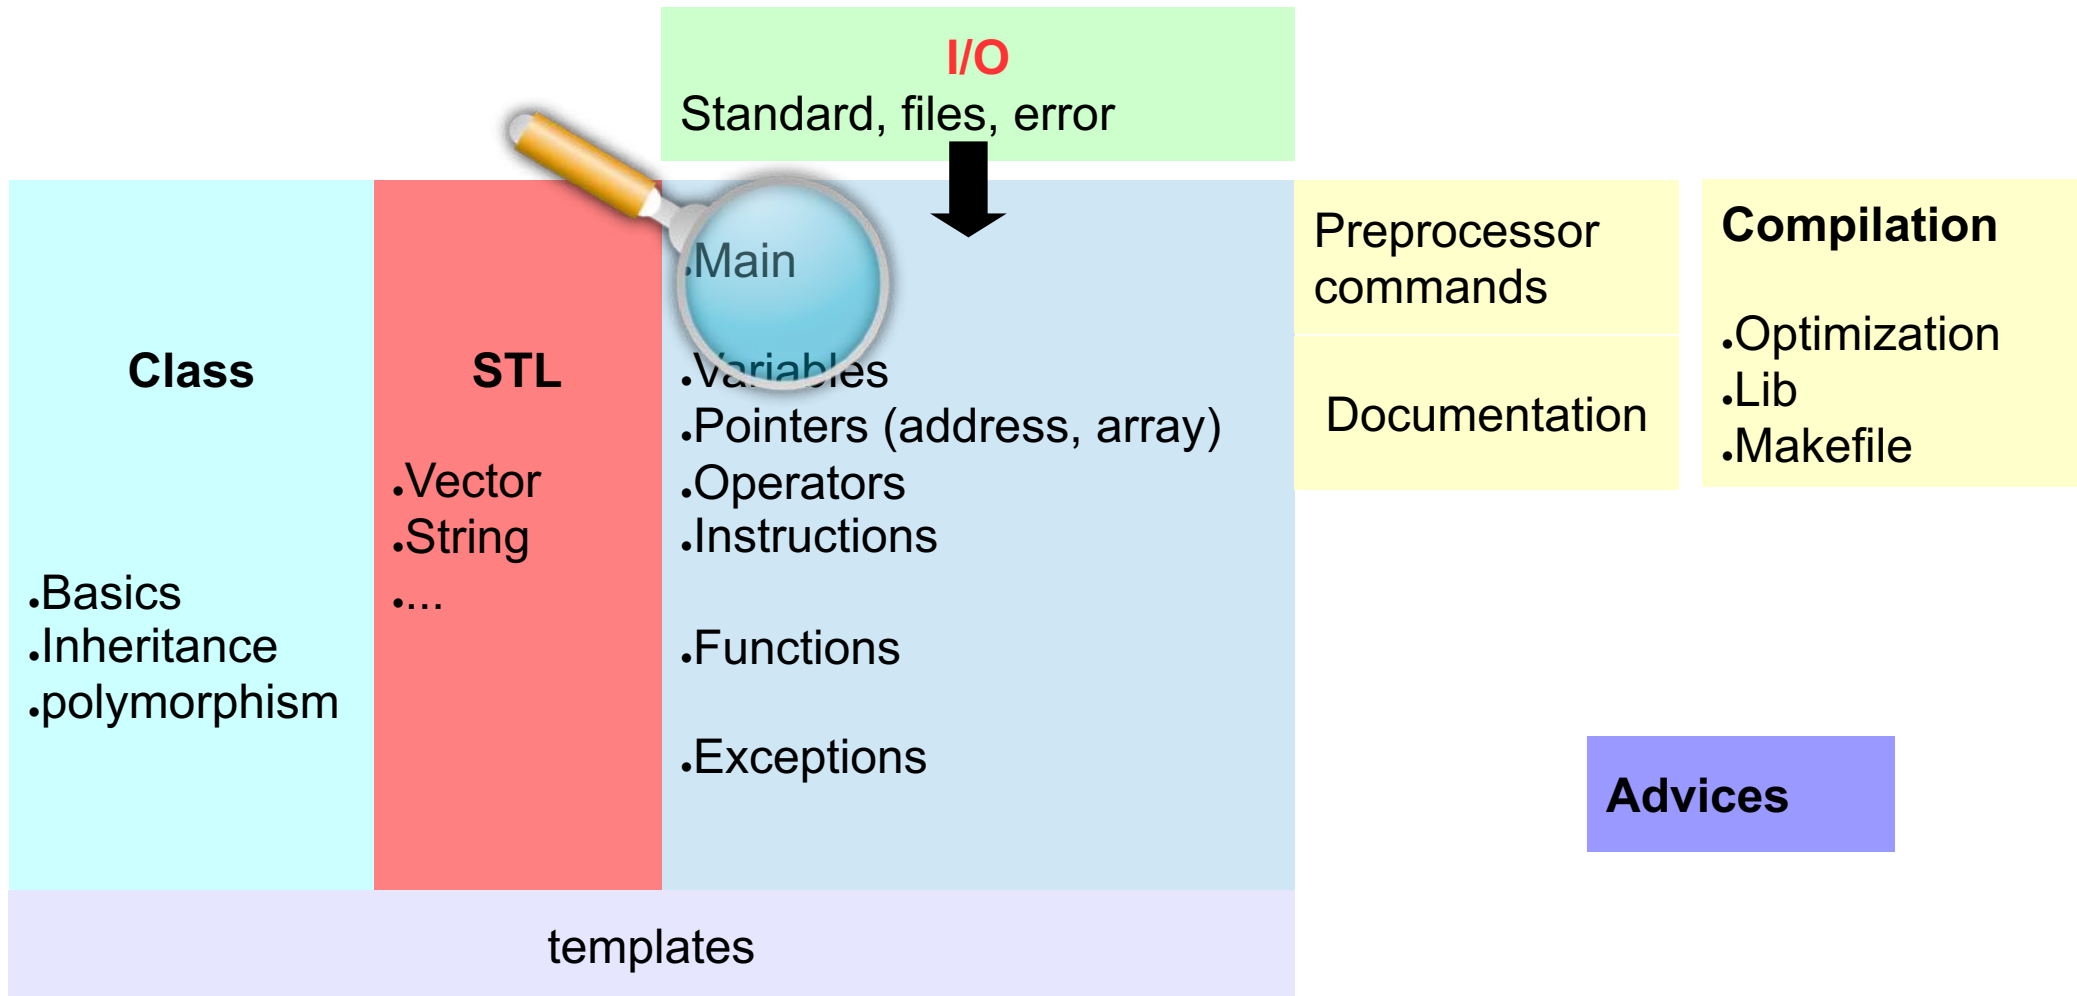 I/O
Standard, files, error
Class
●Basics
●Inheritance
●polymorphism
STL
●Vector
●String
●...
●Main
●Variables
●Pointers (address, array)
●Operators
●Instructions
●Functions
●Exceptions
Preprocessor
commands
Documentation
Compilation
●Optimization
●Lib
●Makefile
Advices
templates